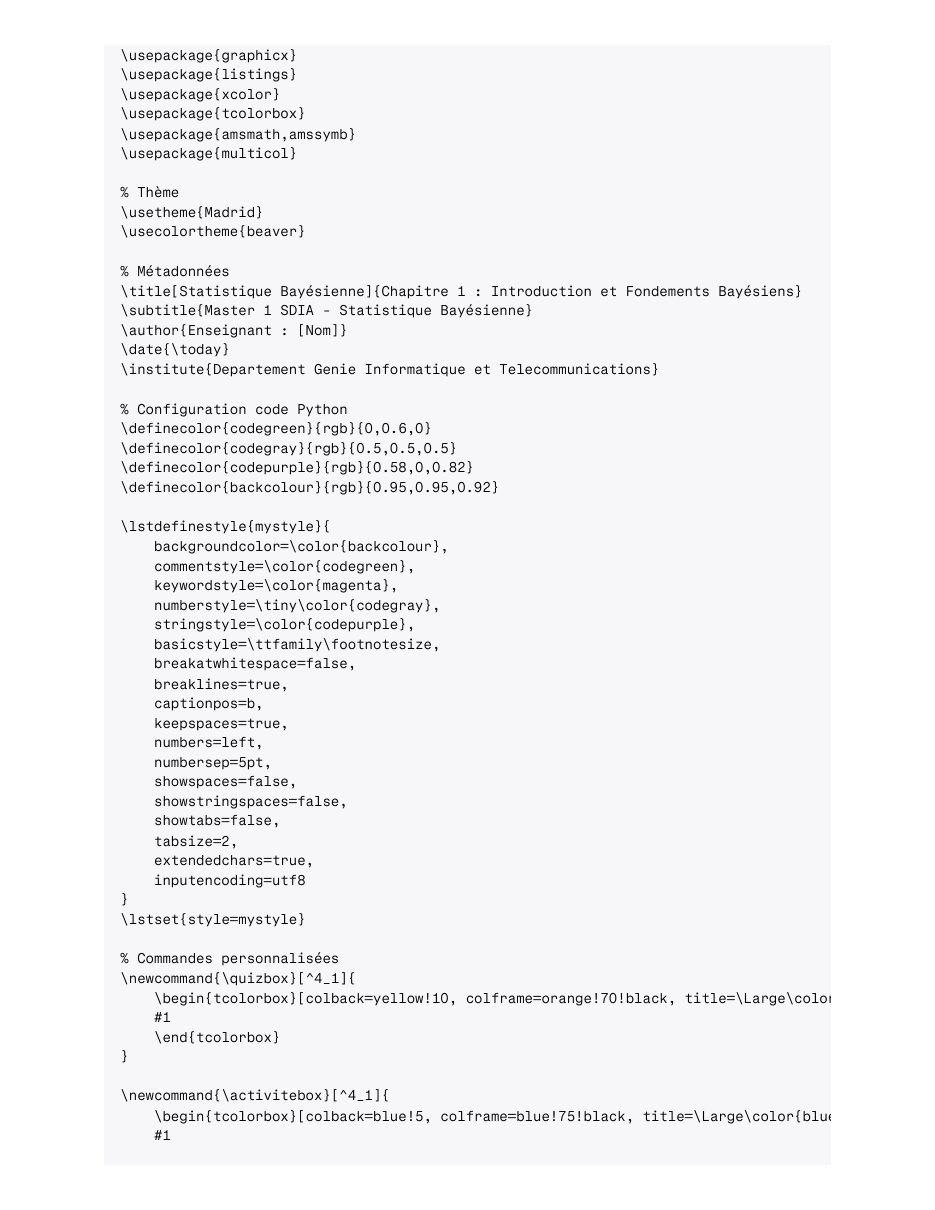 \usepackage{graphicx}
\usepackage{listings}
\usepackage{xcolor}
\usepackage{tcolorbox}
\usepackage{amsmath,amssymb}
\usepackage{multicol}

% Thème
\usetheme{Madrid}
\usecolortheme{beaver}

% Métadonnées
\title[Statistique Bayésienne]{Chapitre 1 : Introduction et Fondements Bayésiens}
\subtitle{Master 1 SDIA - Statistique Bayésienne}
\author{Enseignant : [Nom]}
\date{\today}
\institute{Departement Genie Informatique et Telecommunications}

% Configuration code Python
\definecolor{codegreen}{rgb}{0,0.6,0}
\definecolor{codegray}{rgb}{0.5,0.5,0.5}
\definecolor{codepurple}{rgb}{0.58,0,0.82}
\definecolor{backcolour}{rgb}{0.95,0.95,0.92}

\lstdefinestyle{mystyle}{
    backgroundcolor=\color{backcolour},
    commentstyle=\color{codegreen},
    keywordstyle=\color{magenta},
    numberstyle=\tiny\color{codegray},
    stringstyle=\color{codepurple},
    basicstyle=\ttfamily\footnotesize,
    breakatwhitespace=false,
    breaklines=true,
    captionpos=b,
    keepspaces=true,
    numbers=left,
    numbersep=5pt,
    showspaces=false,
    showstringspaces=false,
    showtabs=false,
    tabsize=2,
    extendedchars=true,
    inputencoding=utf8
}
\lstset{style=mystyle}

% Commandes personnalisées
\newcommand{\quizbox}[^4_1]{
    \begin{tcolorbox}[colback=yellow!10, colframe=orange!70!black, title=\Large\color
    #1
    \end{tcolorbox}
}

\newcommand{\activitebox}[^4_1]{
    \begin{tcolorbox}[colback=blue!5, colframe=blue!75!black, title=\Large\color{blue
    #1